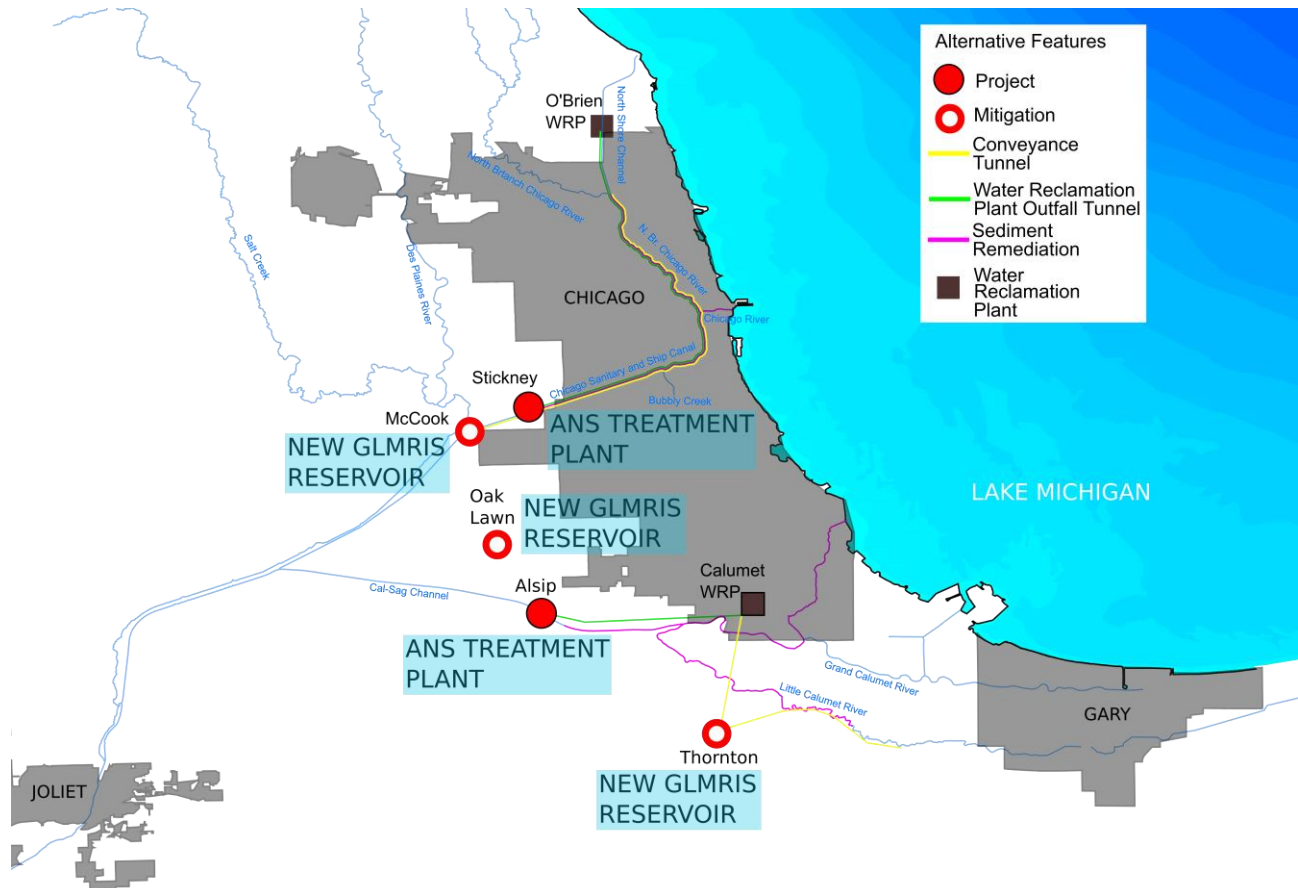 Alternative Features
Project
Mitigation
Conveyance
Tunnel
Water Reclamation
Plant Outfall Tunnel
Sediment
Remediation
Water
Reclamation
Plant
O'Brien
WRP
North Shore Channel
North Brtanich Chicago River
N. Br. Chicago River
Salt Creek
Des Plaines River
CHICAGO
Chicago River
Chicago Sanitary and Ship Canal
Stickney
Bubbly Creek
McCook
ANS TREATMENT
PLANT
NEW GLMRIS
RESERVOIR
LAKE MICHIGAN
Oak
Lawn
NEW GLMRIS
RESERVOIR
Cal-Sag Channel
Alsip
Calumet
WRP
ANS TREATMENT
PLANT
Grand Calumet River
Little Calumet River
GARY
Thornton
NEW GLMRIS
RESERVOIR
JOLIET